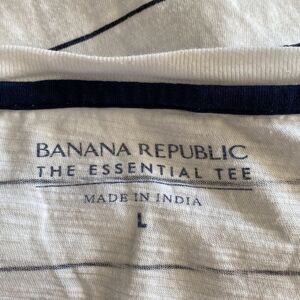 BANANA REPUBLIC
THE ESSENTIAL TEE
MADE IN INDIA
L